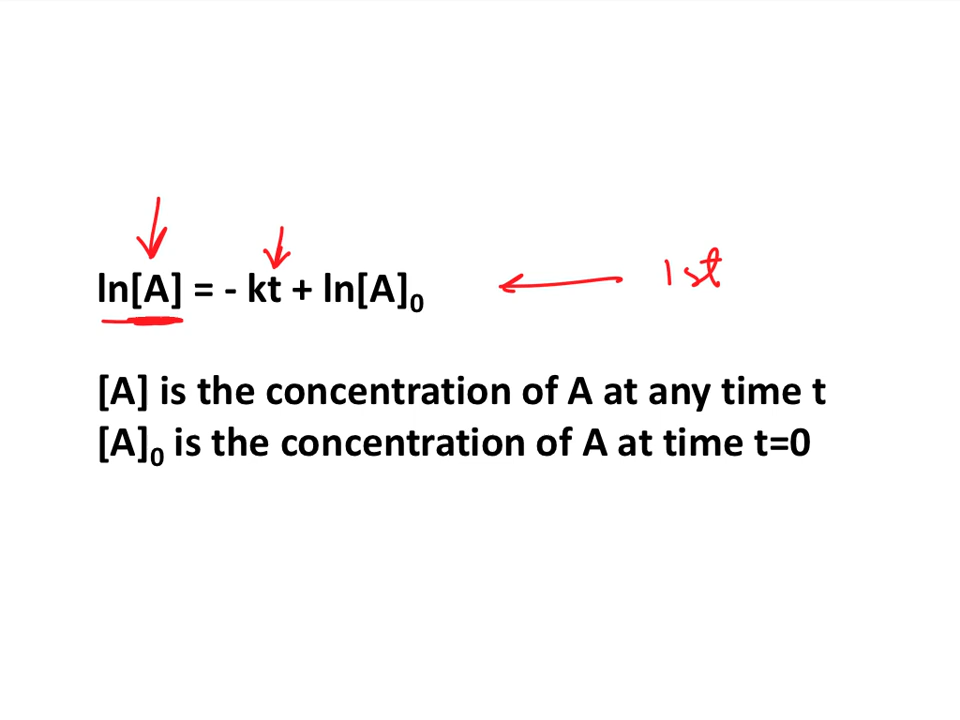 ln[A] = - kt + ln[A]₀ 1st
[A] is the concentration of A at any time t
[A]₀ is the concentration of A at time t=0